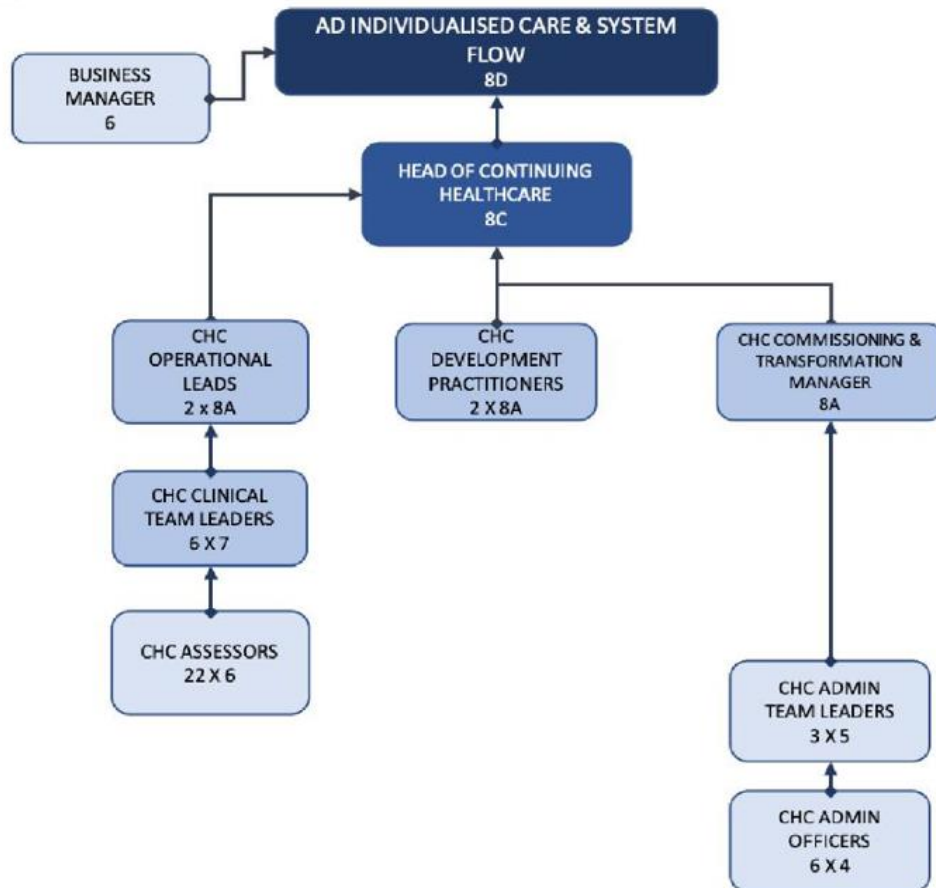 AD INDIVIDUALISED CARE & SYSTEM
FLOW
8D
BUSINESS
MANAGER
6
HEAD OF CONTINUING
HEALTHCARE
8C
CHC
OPERATIONAL
LEADS
2 x 8A
CHC
DEVELOPMENT
PRACTITIONERS
2 X 8A
CHC COMMISSIONING &
TRANSFORMATION
MANAGER
8A
CHC CLINICAL
TEAM LEADERS
6 X 7
CHC ASSESSORS
22 X 6
CHC ADMIN
TEAM LEADERS
3 X 5
CHC ADMIN
OFFICERS
6 X 4